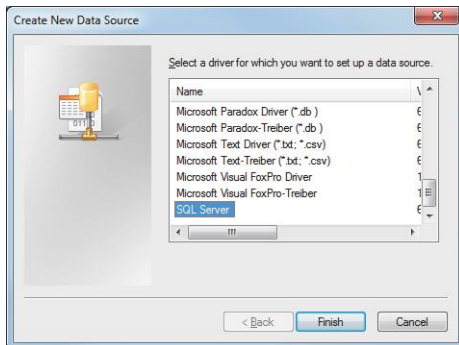 Create New Data Source
Select a driver for which you want to set up a data source.
Name
Microsoft Paradox Driver (*.db )
Microsoft Paradox-Treiber (*.db )
Microsoft Text Driver (*.txt; *.csv)
Microsoft Text-Treiber (*.txt; *.csv)
Microsoft Visual FoxPro Driver
Microsoft Visual FoxPro-Treiber
SQL Server
< Back Finish Cancel